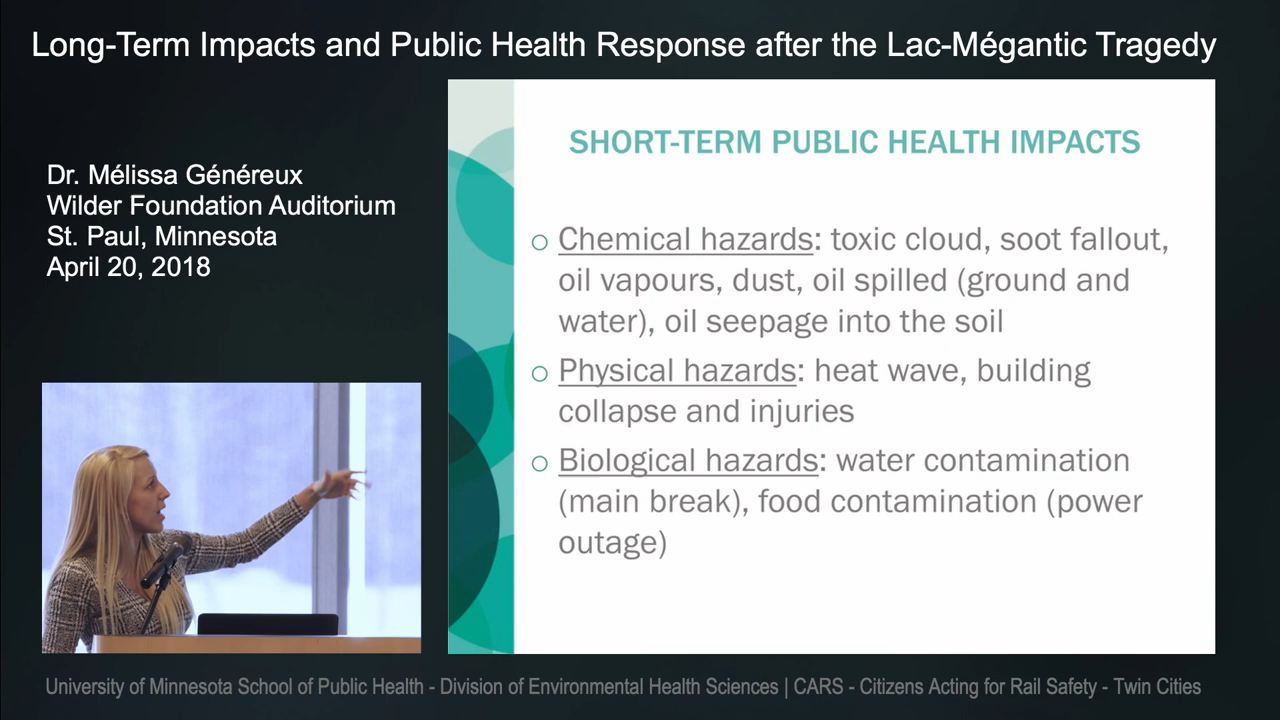 Long-Term Impacts and Public Health Response after the Lac-Mégantic Tragedy
Dr. Mélissa Généreux
Wilder Foundation Auditorium
St. Paul, Minnesota
April 20, 2018
SHORT-TERM PUBLIC HEALTH IMPACTS
Chemical hazards: toxic cloud, soot fallout,
oil vapours, dust, oil spilled (ground and
water), oil seepage into the soil
Physical hazards: heat wave, building
collapse and injuries
Biological hazards: water contamination
(main break), food contamination (power
outage)
University of Minnesota School of Public Health - Division of Environmental Health Sciences | CARS - Citizens Acting for Rail Safety - Twin Cities